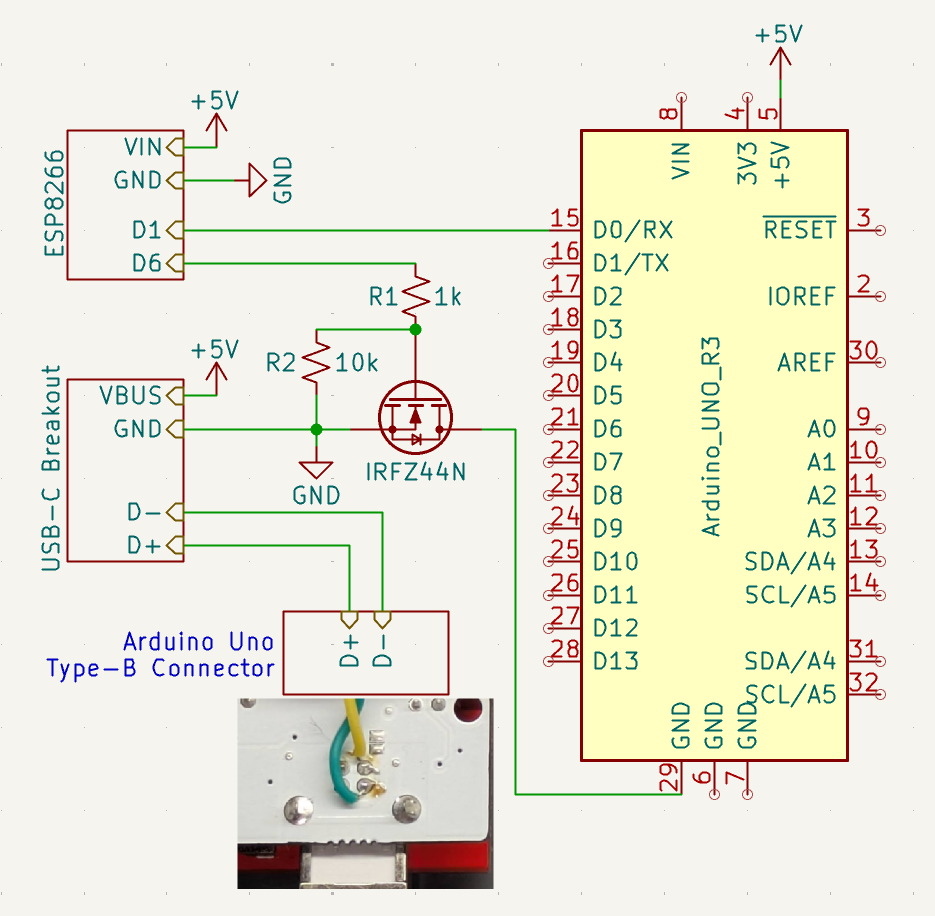 +5V
+5V
VIN
GND
GND
D1
D6
ESP8266
R1 1k
R2 10k
+5V
VBUS
GND
D-
D+
USB-C Breakout
IRFZ44N
GND
Arduino Uno
Type-B Connector
D+
D-
8
4
5
VIN
3V3
+5V
15 D0/RX
16 D1/TX
17 D2
18 D3
19 D4
20 D5
21 D6
22 D7
23 D8
24 D9
25 D10
26 D11
27 D12
28 D13
Arduino_UNO_R3
RESET 3
IOREF 2
AREF 30
A0 9
A1 10
A2 11
A3 12
SDA/A4 13
SCL/A5 14
SDA/A4 31
SCL/A5 32
GND
GND
GND
29
6
7